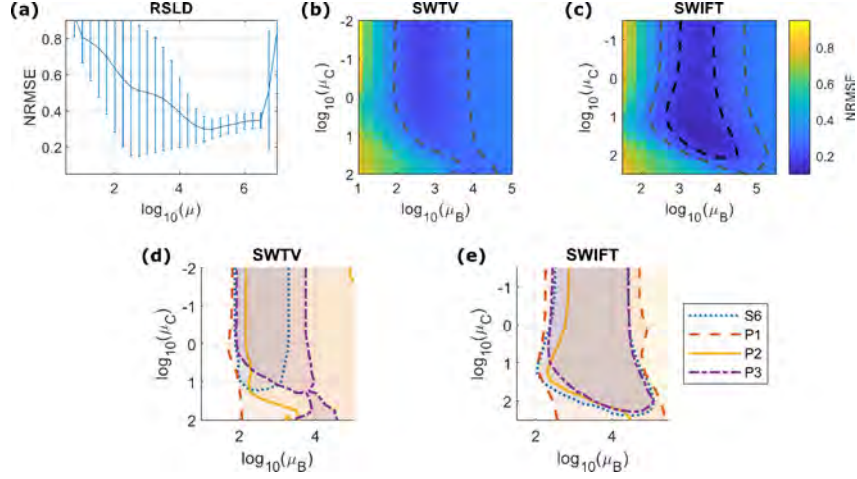 (a) RSLD
NRMSE
0.8
0.6
0.4
0.2
2 4 6
log10(μ)
(b) SWTV
log10(μC)
-2
-1
0
1
2
1 2 3 4 5
log10(μB)
(c) SWIFT
log10(μC)
-1
0
1
2
2 3 4 5
log10(μB)
0.8
0.6
0.4
0.2
NRMSE
(d) SWTV
log10(μC)
-2
-1
0
1
2
2 4
log10(μB)
(e) SWIFT
log10(μC)
-1
0
1
2
2 3 4 5
log10(μB)
S6
P1
P2
P3